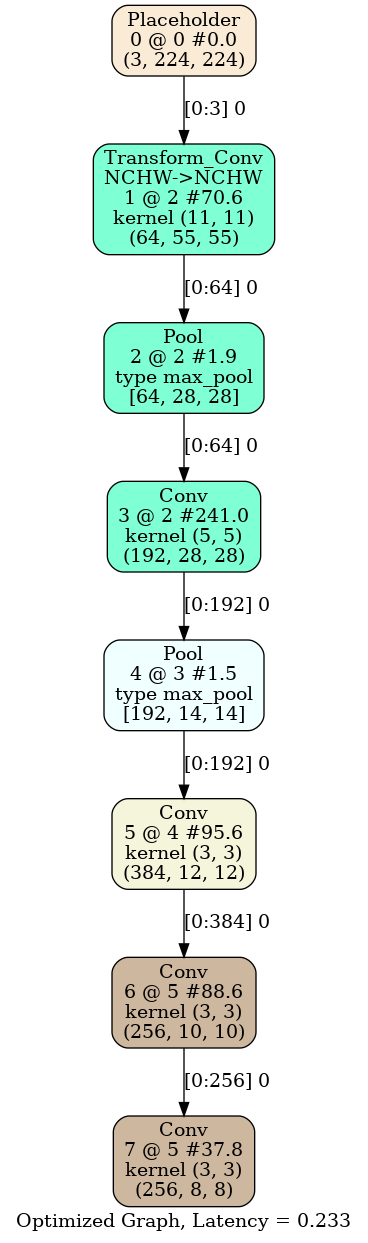 Placeholder
0 @ 0 #0.0
(3, 224, 224)
[0:3] 0
Transform_Conv
NCHW->NCHW
1 @ 2 #70.6
kernel (11, 11)
(64, 55, 55)
[0:64] 0
Pool
2 @ 2 #1.9
type max_pool
[64, 28, 28]
[0:64] 0
Conv
3 @ 2 #241.0
kernel (5, 5)
(192, 28, 28)
[0:192] 0
Pool
4 @ 3 #1.5
type max_pool
[192, 14, 14]
[0:192] 0
Conv
5 @ 4 #95.6
kernel (3, 3)
(384, 12, 12)
[0:384] 0
Conv
6 @ 5 #88.6
kernel (3, 3)
(256, 10, 10)
[0:256] 0
Conv
7 @ 5 #37.8
kernel (3, 3)
(256, 8, 8)
Optimized Graph, Latency = 0.233